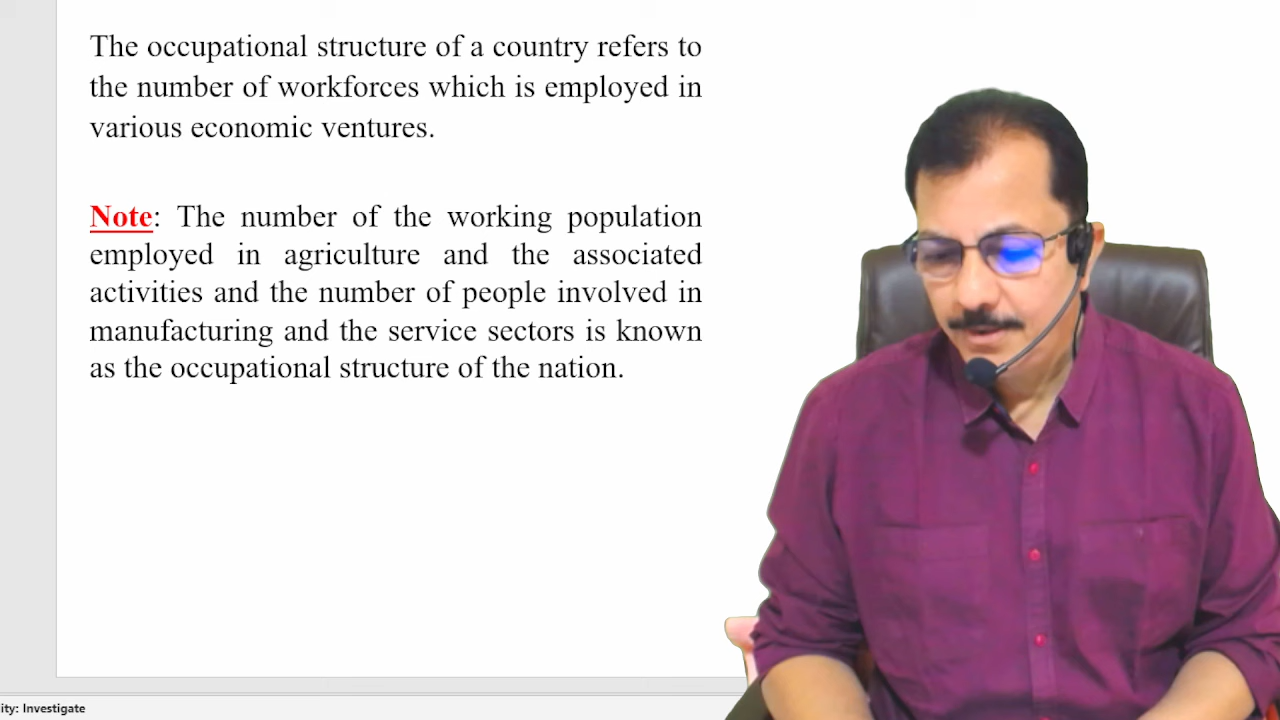 The occupational structure of a country refers to
the number of workforces which is employed in
various economic ventures.
Note: The number of the working population
employed in agriculture and the associated
activities and the number of people involved in
manufacturing and the service sectors is known
as the occupational structure of the nation.
ity: Investigate